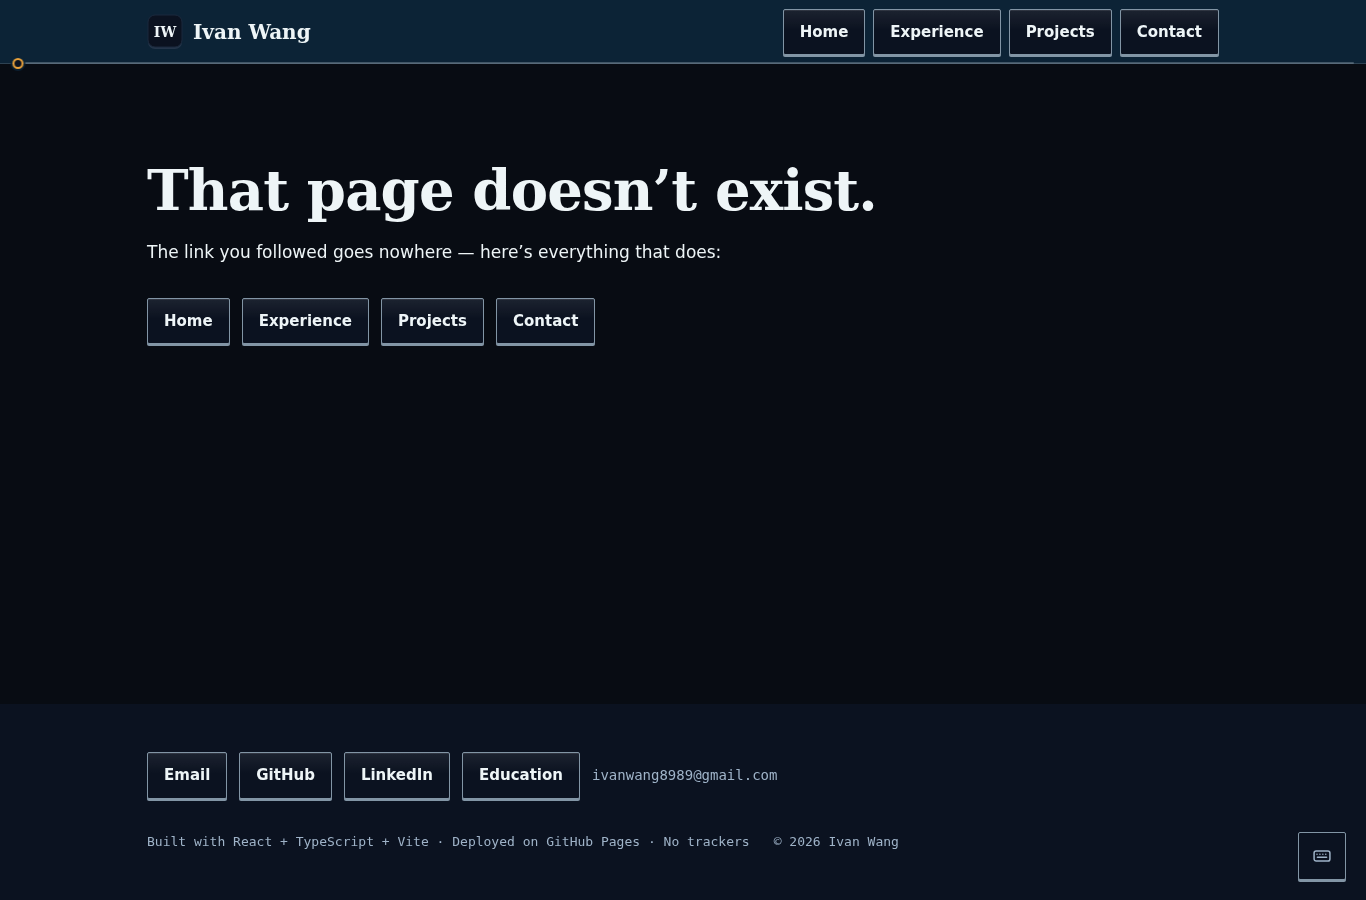 IW Ivan Wang Home Experience Projects Contact
That page doesn’t exist.
The link you followed goes nowhere — here’s everything that does:
Home Experience Projects Contact
Email GitHub LinkedIn Education ivanwang8989@gmail.com
Built with React + TypeScript + Vite · Deployed on GitHub Pages · No trackers © 2026 Ivan Wang